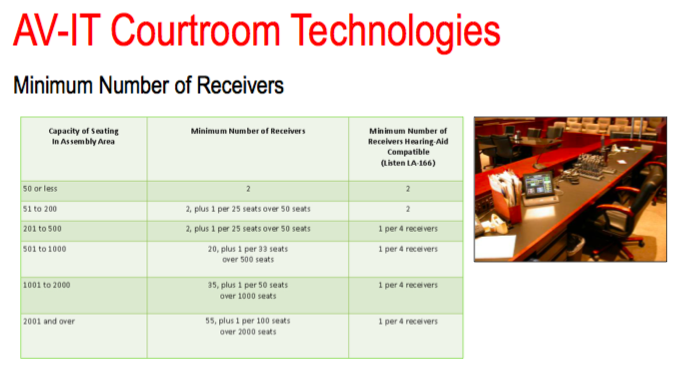 AV-IT Courtroom Technologies
Minimum Number of Receivers
Capacity of Seating
In Assembly Area
Minimum Number of Receivers
Minimum Number of
Receivers Hearing-Aid
Compatible
(Listen LA-166)
50 or less
2
2
51 to 200
2, plus 1 per 25 seats over 50 seats
2
201 to 500
2, plus 1 per 25 seats over 50 seats
1 per 4 receivers
501 to 1000
20, plus 1 per 33 seats
over 500 seats
1 per 4 receivers
1001 to 2000
35, plus 1 per 50 seats
over 1000 seats
1 per 4 receivers
2001 and over
55, plus 1 per 100 seats
over 2000 seats
1 per 4 receivers